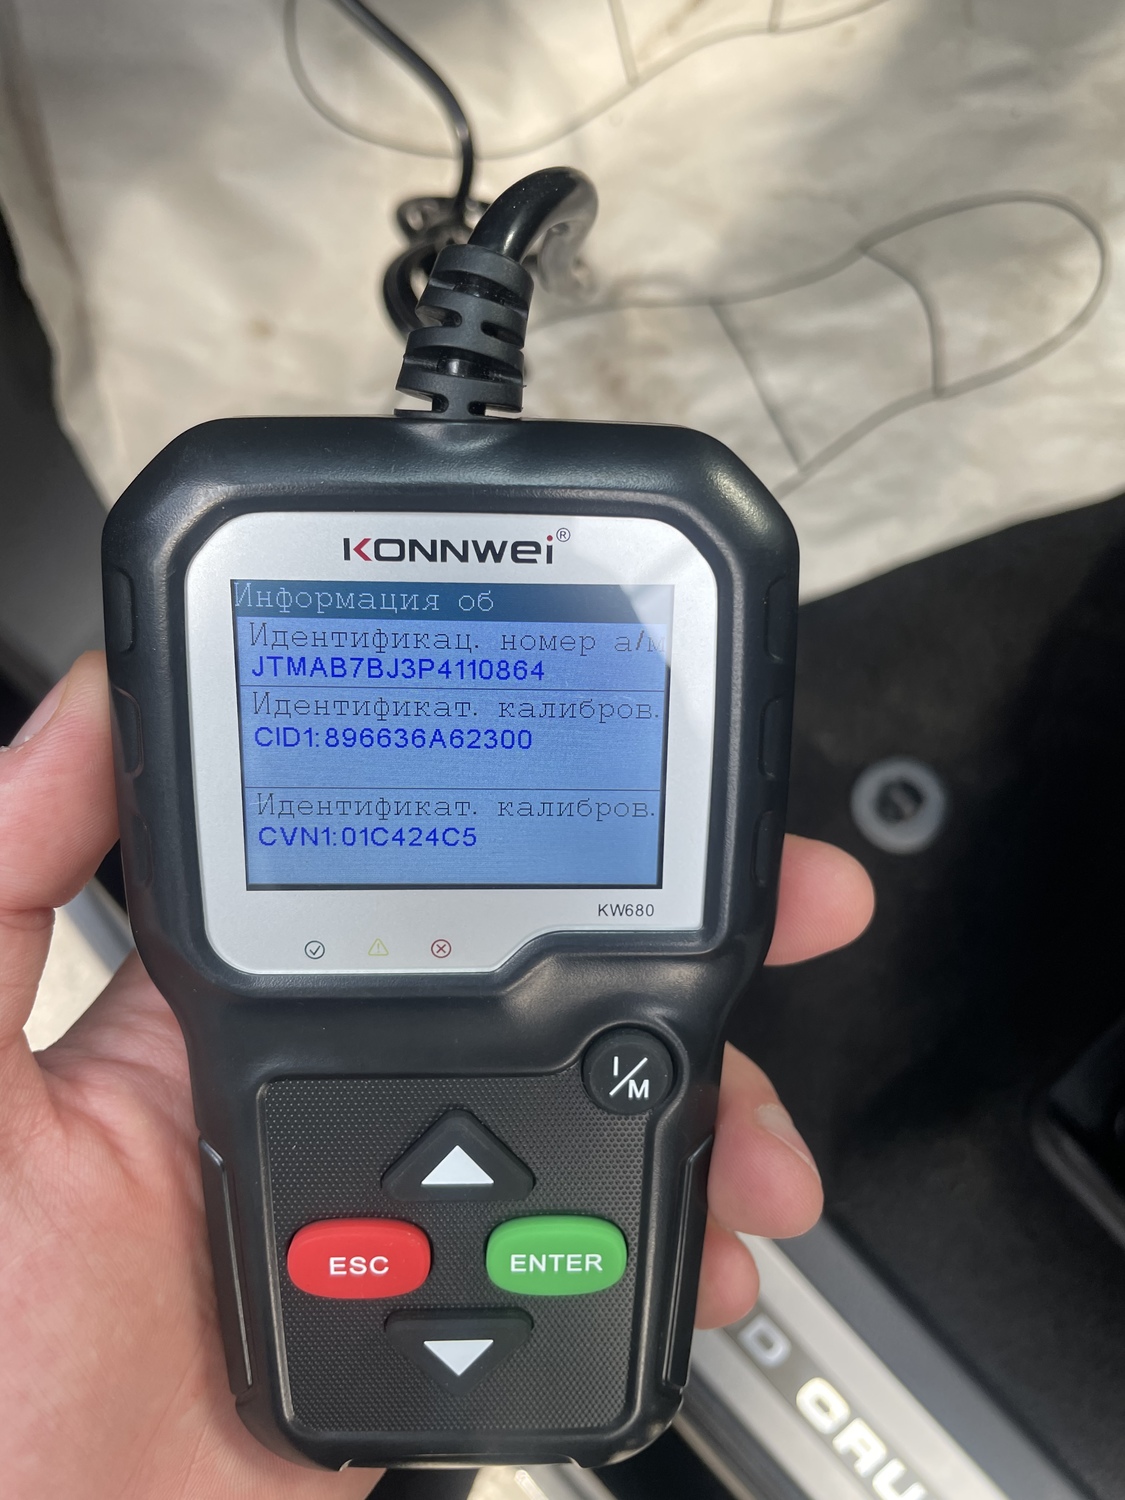 KONNWEI®
Информация об
Идентификац. номер а/м
JTMAB7BJ3P4110864
Идентификат. калибров.
CID1:896636A62300
Идентификат. калибров.
CVN1:01C424C5
KW680
I/M
ESC
ENTER
D CRU